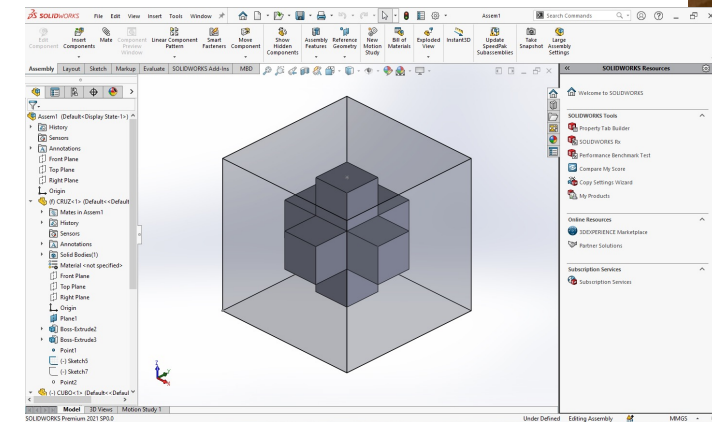 SOLIDWORKS File Edit View Insert Tools Window Assem1 Search Commands
Edit Component
Insert Components
Mate
Component Preview Window
Linear Component Pattern
Smart Fasteners
Move Component
Show Hidden Components
Assembly Features
Reference Geometry
New Motion Study
Bill of Materials
Exploded View
Instant3D
Update SpeedPak Subassemblies
Take Snapshot
Large Assembly Settings
Assembly Layout Sketch Markup Evaluate SOLIDWORKS Add-Ins MBD
Assem1 (Default<Display State-1>)
History
Sensors
Annotations
Front Plane
Top Plane
Right Plane
Origin
(f) CRUZ<1> (Default<<Default
Mates in Assem1
History
Sensors
Annotations
Solid Bodies(1)
Material <not specified>
Front Plane
Top Plane
Right Plane
Origin
Plane1
Boss-Extrude2
Boss-Extrude3
Point1
(-) Sketch5
(-) Sketch7
Point2
(-) CUBO<1> (Default<<Defaul
Z
Y
X
SOLIDWORKS Resources
Welcome to SOLIDWORKS
SOLIDWORKS Tools
Property Tab Builder
SOLIDWORKS Rx
Performance Benchmark Test
Compare My Score
Copy Settings Wizard
My Products
Online Resources
3DEXPERIENCE Marketplace
Partner Solutions
Subscription Services
Subscription Services
Model 3D Views Motion Study 1
SOLIDWORKS Premium 2021 SP0.0 Under Defined Editing Assembly MMGS